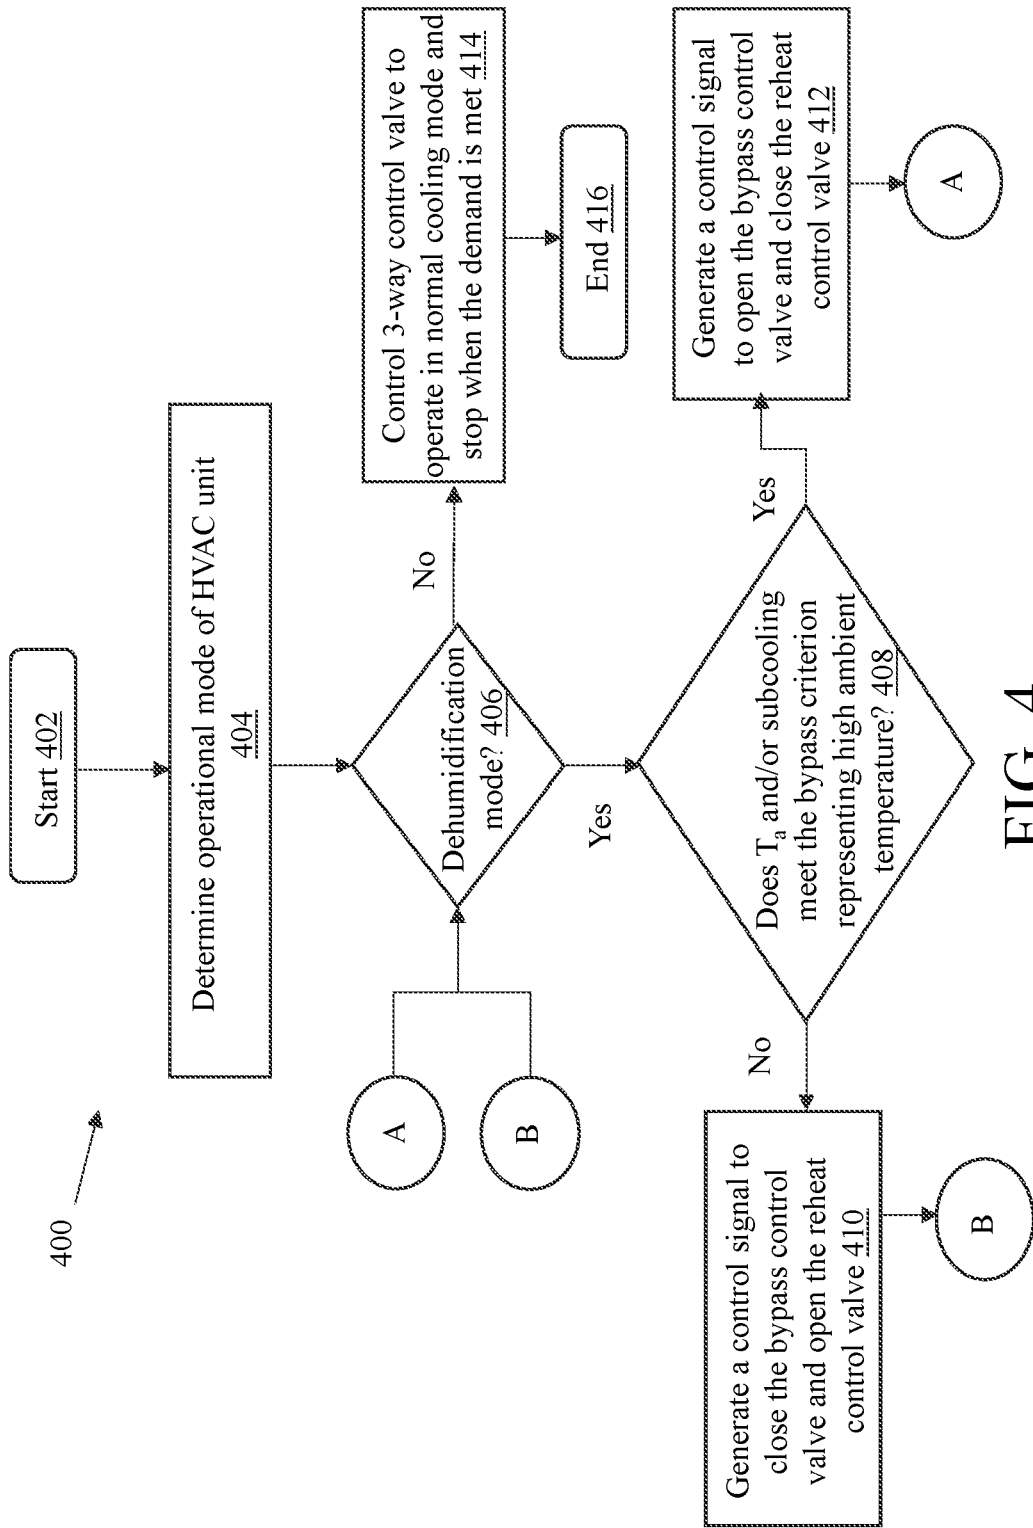 400
Start 402
Determine operational mode of HVAC unit
404
A
B
Dehumidification
mode? 406
No
Control 3-way control valve to
operate in normal cooling mode and
stop when the demand is met 414
End 416
Yes
Does Ta and/or subcooling
meet the bypass criterion
representing high ambient
temperature? 408
No
Generate a control signal to
close the bypass control
valve and open the reheat
control valve 410
B
Yes
Generate a control signal
to open the bypass control
valve and close the reheat
control valve 412
A
FIG. 4